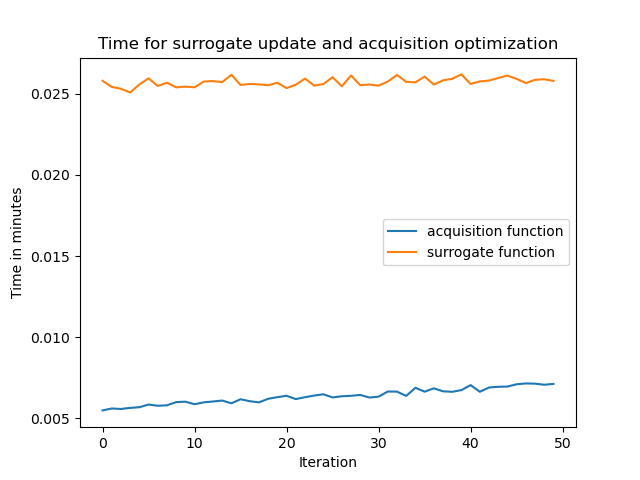 Time for surrogate update and acquisition optimization
0.025
0.020
0.015
0.010
0.005
Time in minutes
acquisition function
surrogate function
0 10 20 30 40 50
Iteration